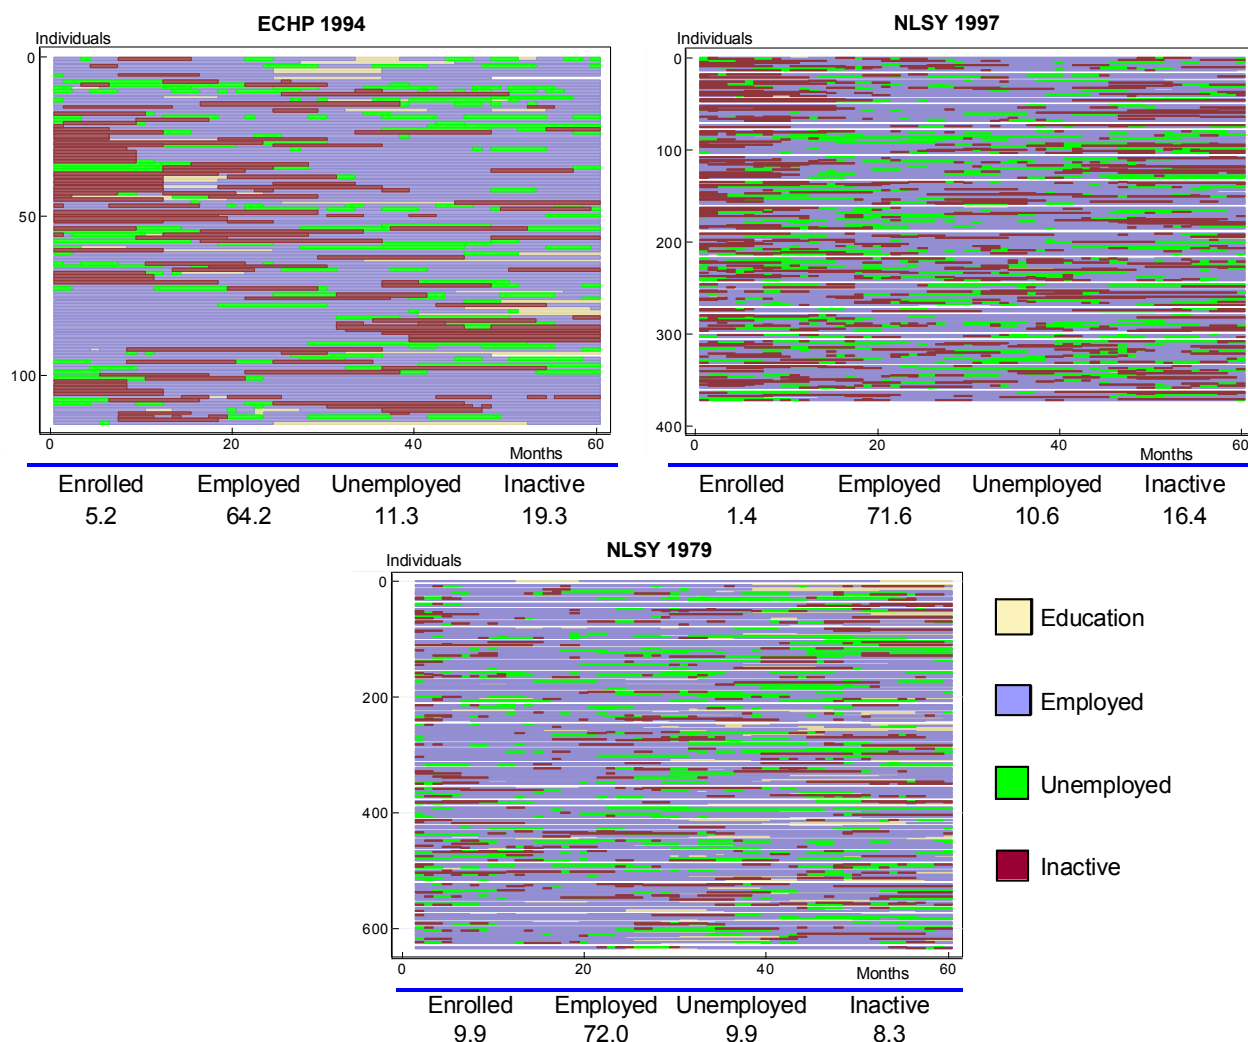 ECHP 1994
Individuals
0
50
100
0 20 40 60
Months
Enrolled Employed Unemployed Inactive
5.2 64.2 11.3 19.3
NLSY 1997
Individuals
0
100
200
300
400
0 20 40 60
Months
Enrolled Employed Unemployed Inactive
1.4 71.6 10.6 16.4
NLSY 1979
Individuals
0
200
400
600
0 20 40 60
Months
Enrolled Employed Unemployed Inactive
9.9 72.0 9.9 8.3
Education
Employed
Unemployed
Inactive